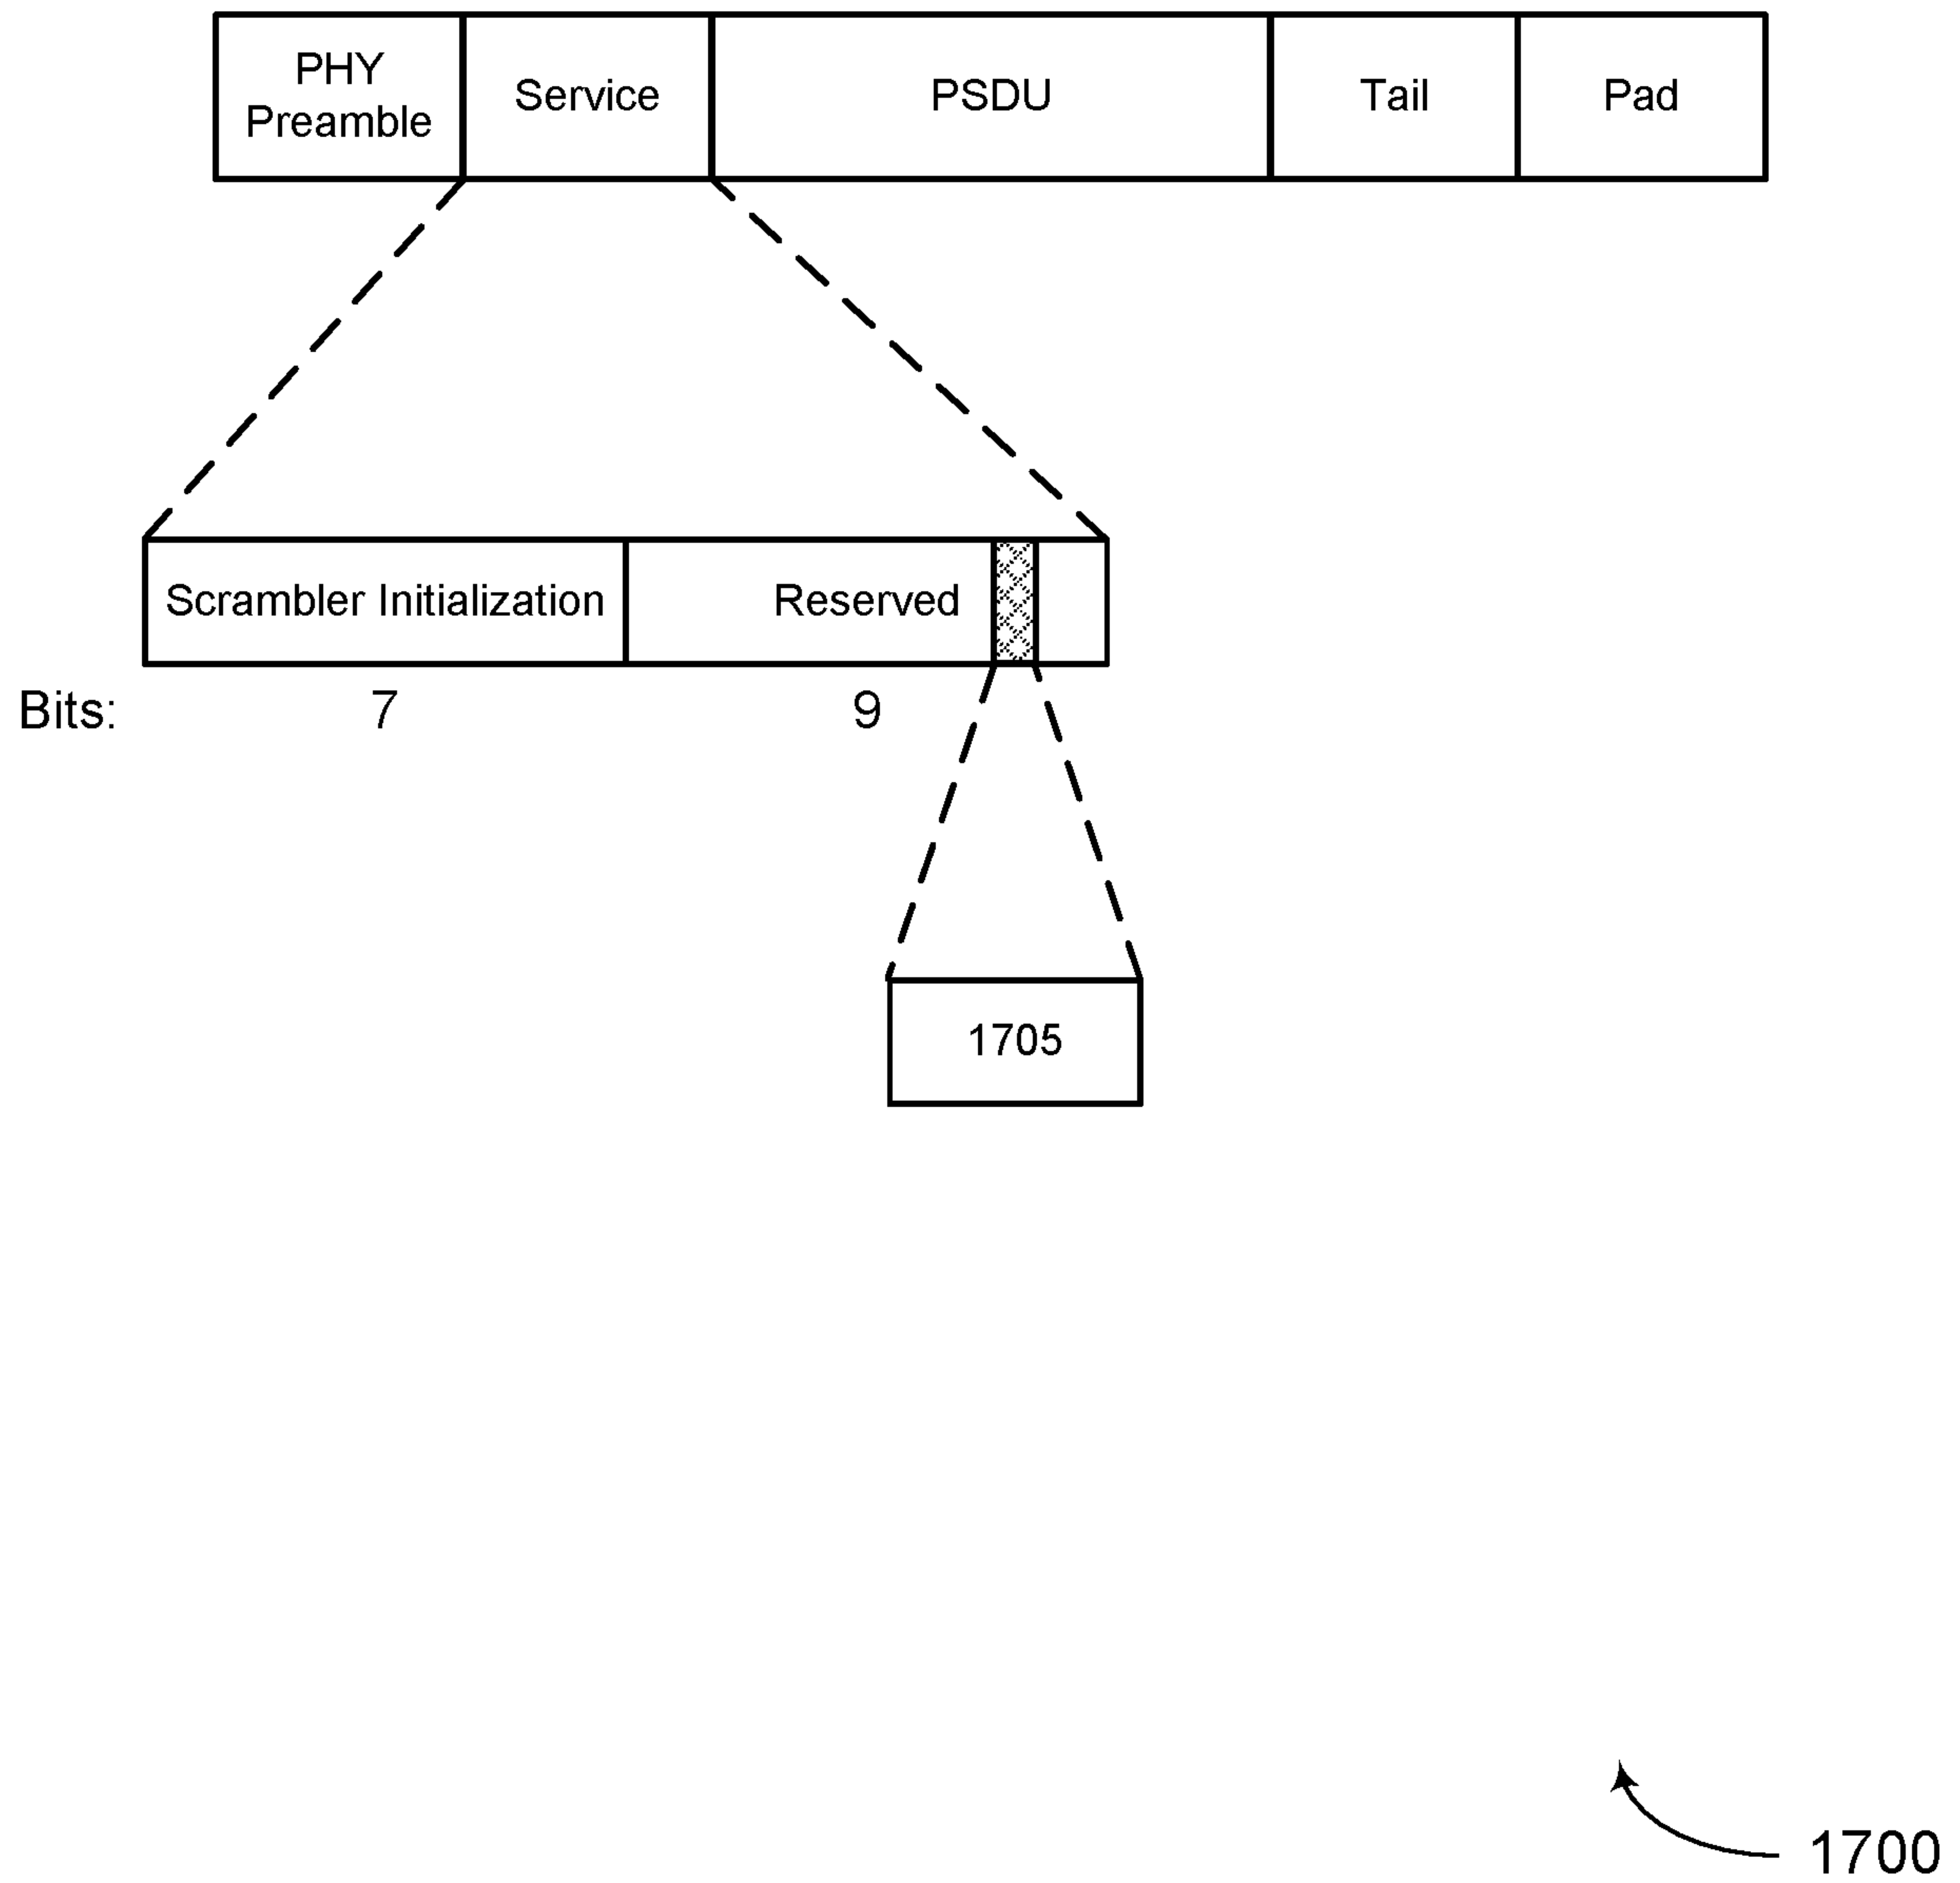 PHY
Preamble
Service
PSDU
Tail
Pad
Scrambler Initialization
Reserved
Bits:
7
9
1705
1700